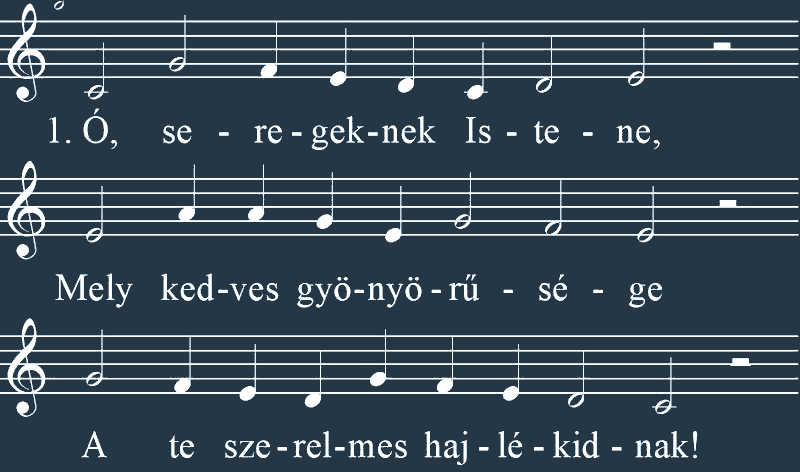 1. Ó, se - re - gek-nek Is - te - ne,
Mely ked-ves gyö-nyö - rű - sé - ge
A te sze - rel-mes haj - lé - kid - nak!